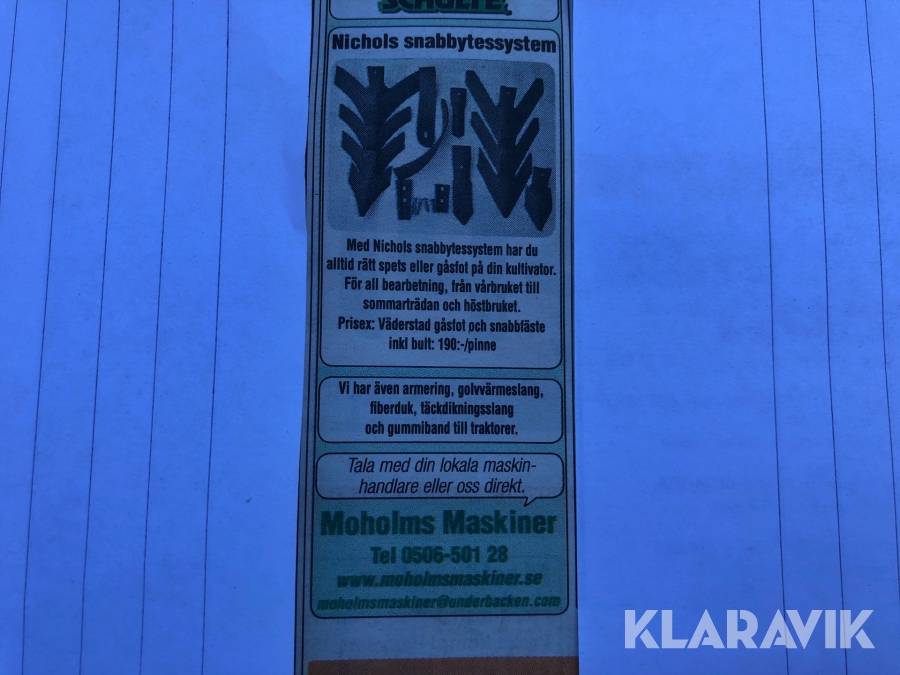 SCHULTE
Nichols snabbytessystem
Med Nichols snabbytessystem har du
alltid rätt spets eller gåsfot på din kultivator.
För all bearbetning, från vårbruket till
sommarträdan och höstbruket.
Prisex: Väderstad gåsfot och snabbfäste
inkl bult: 190:-/pinne
Vi har även armering, golvvärmeslang,
fiberduk, täckdikningsslang
och gummiband till traktorer.
Tala med din lokala maskin-
handlare eller oss direkt.
Moholms Maskiner
Tel 0506-501 28
www.moholmsmaskiner.se
moholmsmaskiner@underbacken.com
KLARAVIK